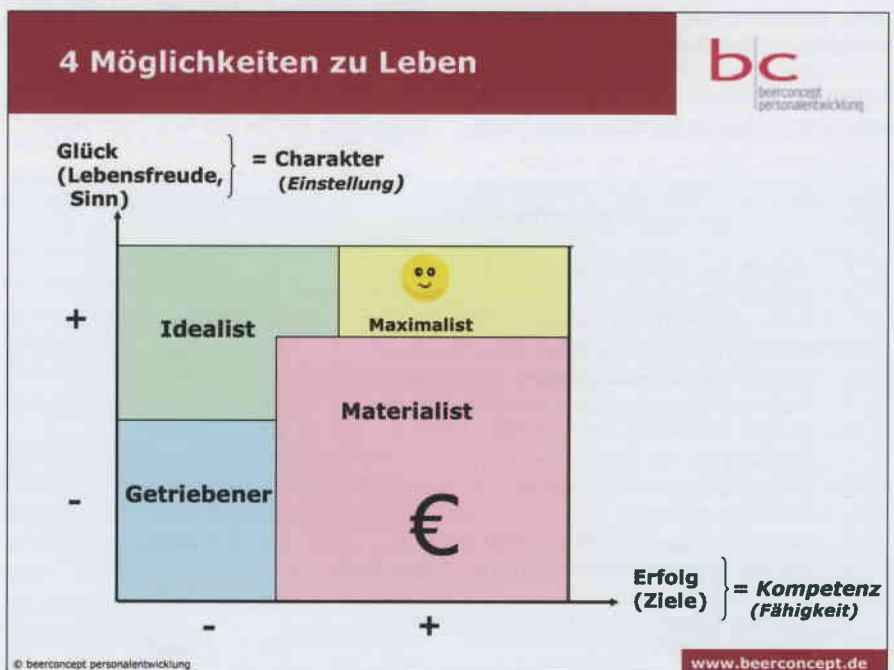 4 Möglichkeiten zu Leben
bc
beerconcept
personalentwicklung
Glück
(Lebensfreude,
Sinn)
= Charakter
(Einstellung)
+
Idealist
Maximalist
Materialist
-
Getriebener
€
Erfolg
(Ziele)
= Kompetenz
(Fähigkeit)
-
+
© beerconcept personalentwicklung
www.beerconcept.de